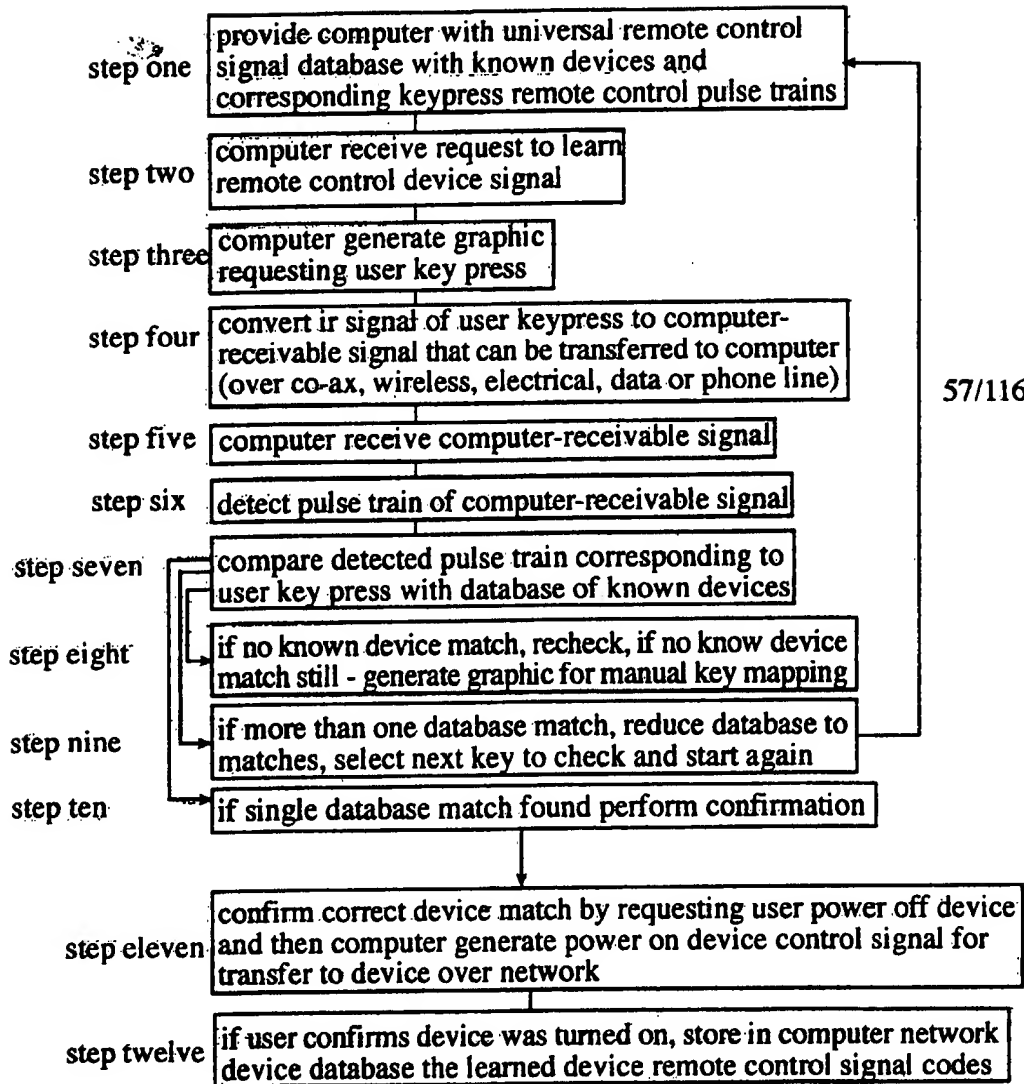 step one
provide computer with universal remote control
signal database with known devices and
corresponding keypress remote control pulse trains
step two
computer receive request to learn
remote control device signal
step three
computer generate graphic
requesting user key press
step four
convert ir signal of user keypress to computer-
receivable signal that can be transferred to computer
(over co-ax, wireless, electrical, data or phone line)
57/116
step five
computer receive computer-receivable signal
step six
detect pulse train of computer-receivable signal
step seven
compare detected pulse train corresponding to
user key press with database of known devices
step eight
if no known device match, recheck, if no know device
match still - generate graphic for manual key mapping
step nine
if more than one database match, reduce database to
matches, select next key to check and start again
step ten
if single database match found perform confirmation
step eleven
confirm correct device match by requesting user power off device
and then computer generate power on device control signal for
transfer to device over network
step twelve
if user confirms device was turned on, store in computer network
device database the learned device remote control signal codes